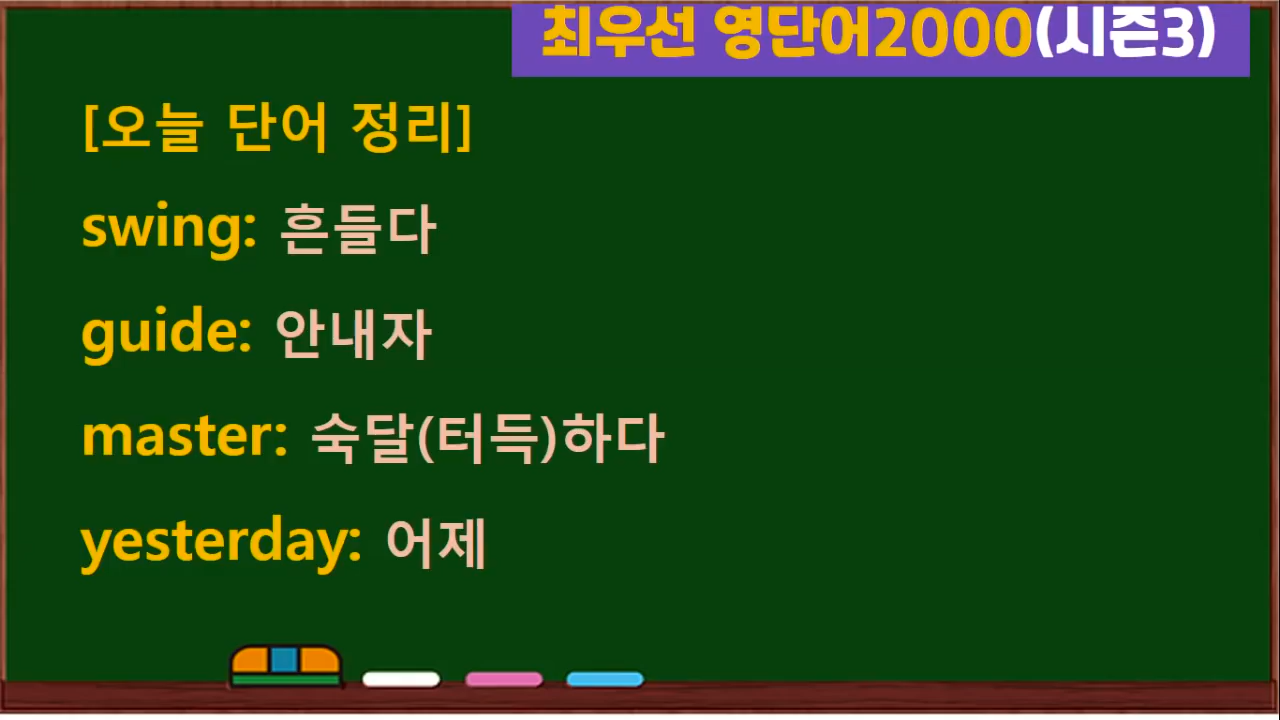 최우선 영단어2000(시즌3)
[오늘 단어 정리]
swing: 흔들다
guide: 안내자
master: 숙달(터득)하다
yesterday: 어제